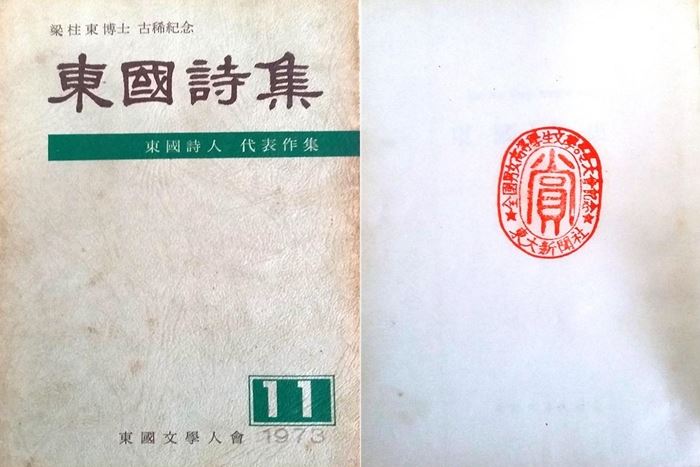 梁柱東博士 古稀紀念
東國詩集
東國詩人 代表作集
11
東國文學人會 1973
賞
東大新聞社